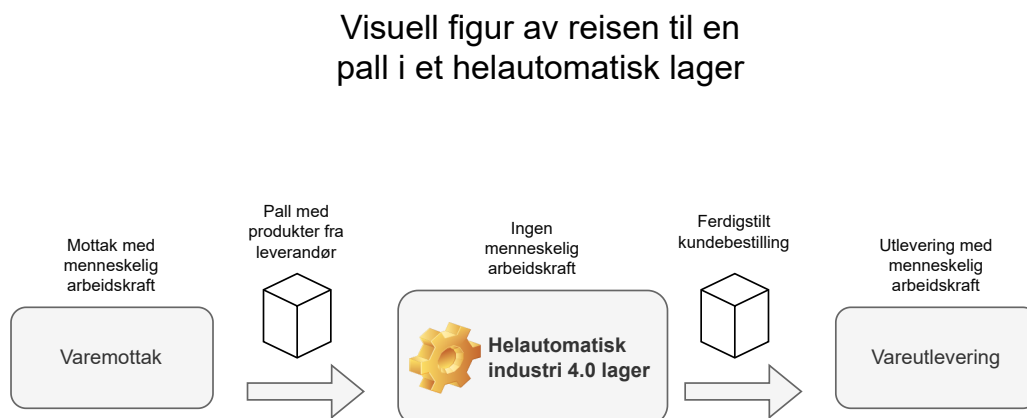 Visuell figur av reisen til en
pall i et helautomatisk lager
Mottak med
menneskelig
arbeidskraft
Varemottak
Pall med
produkter fra
leverandør
Ingen
menneskelig
arbeidskraft
Helautomatisk
industri 4.0 lager
Ferdigstilt
kundebestilling
Utlevering med
menneskelig
arbeidskraft
Vareutlevering